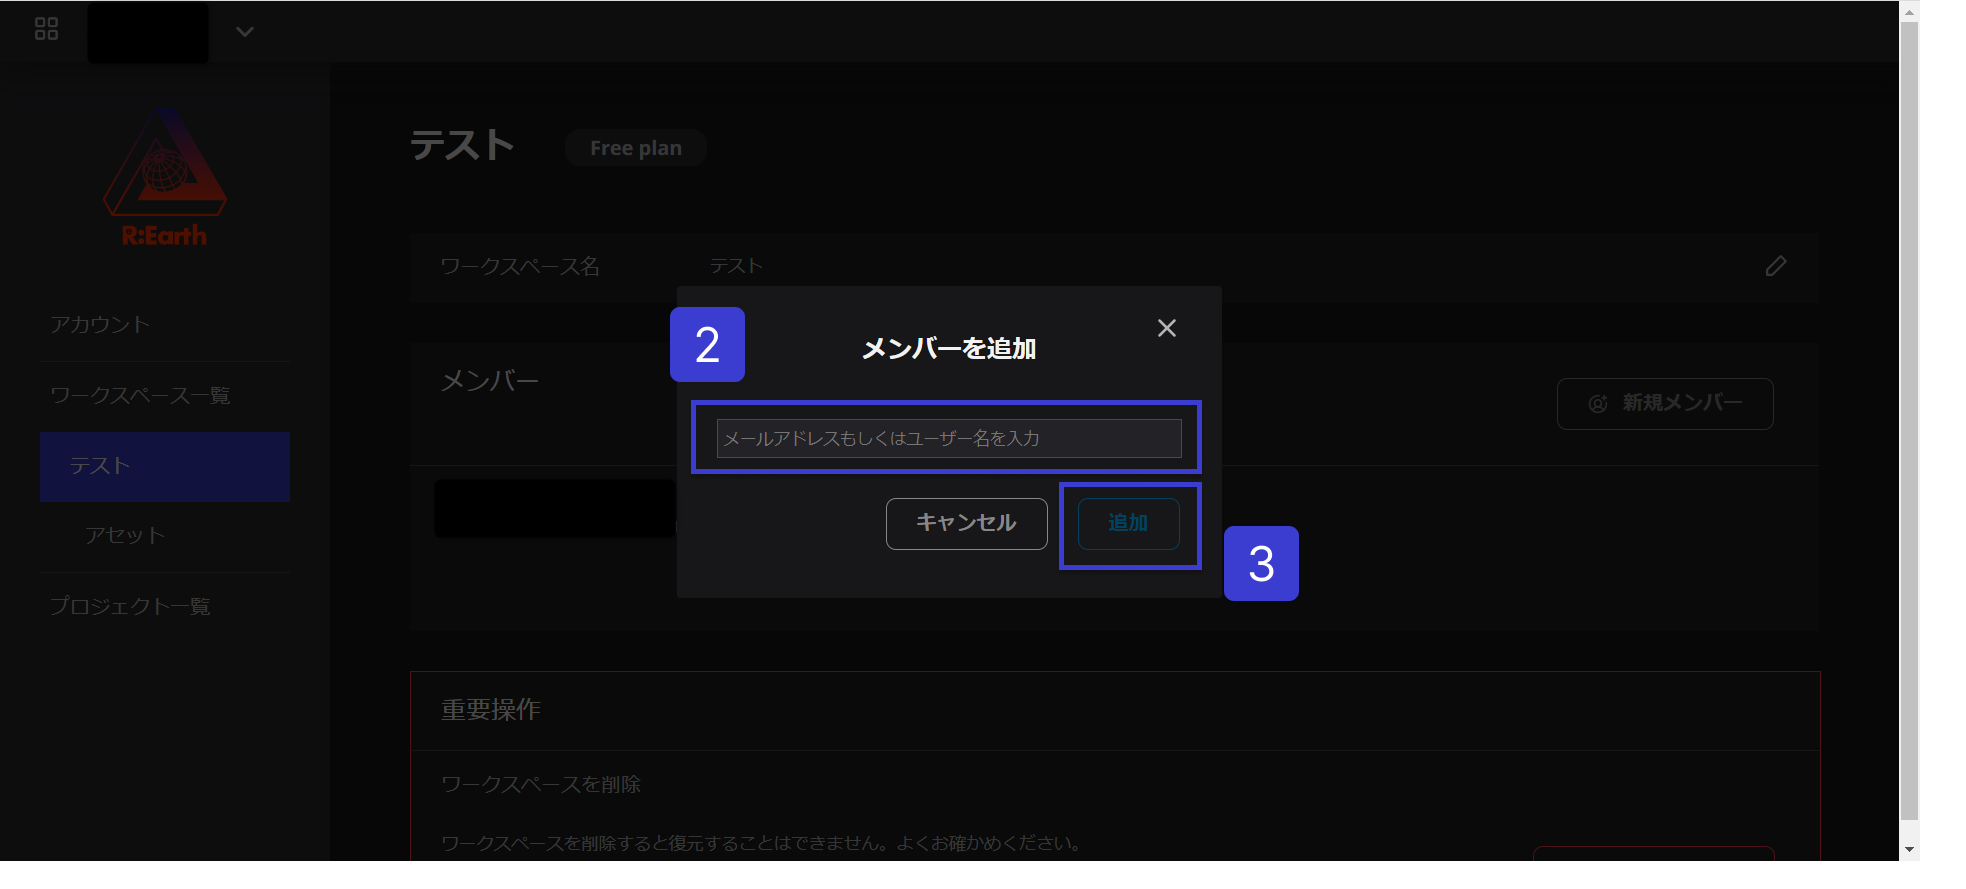 R:Earth
アカウント
ワークスペース一覧
テスト
アセット
プロジェクト一覧
テスト
Free plan
ワークスペース名
テスト
メンバー
新規メンバー
2
メンバーを追加
メールアドレスもしくはユーザー名を入力
キャンセル
追加
3
重要操作
ワークスペースを削除
ワークスペースを削除すると復元することはできません。よくお確かめください。